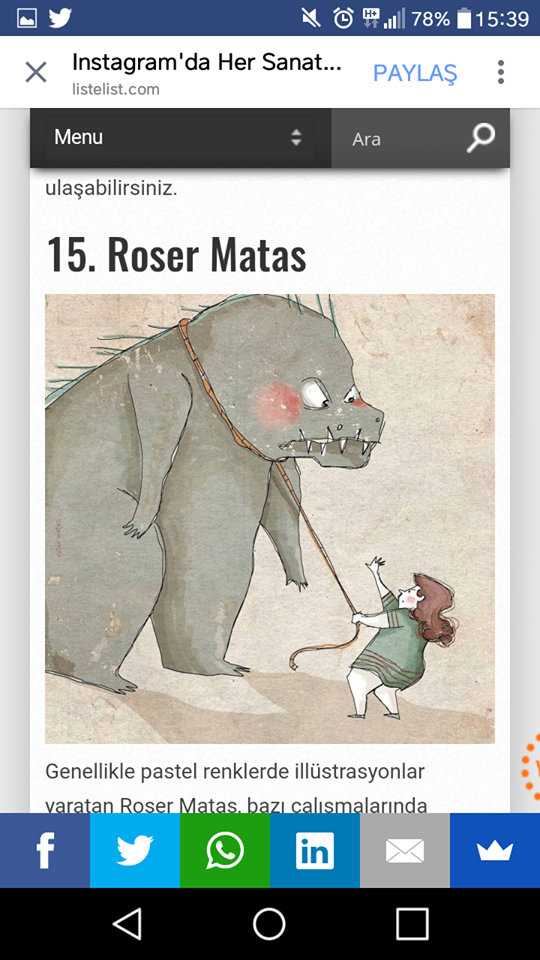 78% 15:39
Instagram'da Her Sanat...
PAYLAŞ
listelist.com
Menu
Ara
ulaşabilirsiniz.
15. Roser Matas
Genellikle pastel renklerde illüstrasyonlar
yaratan Roser Matas, bazı çalışmalarında
f
in